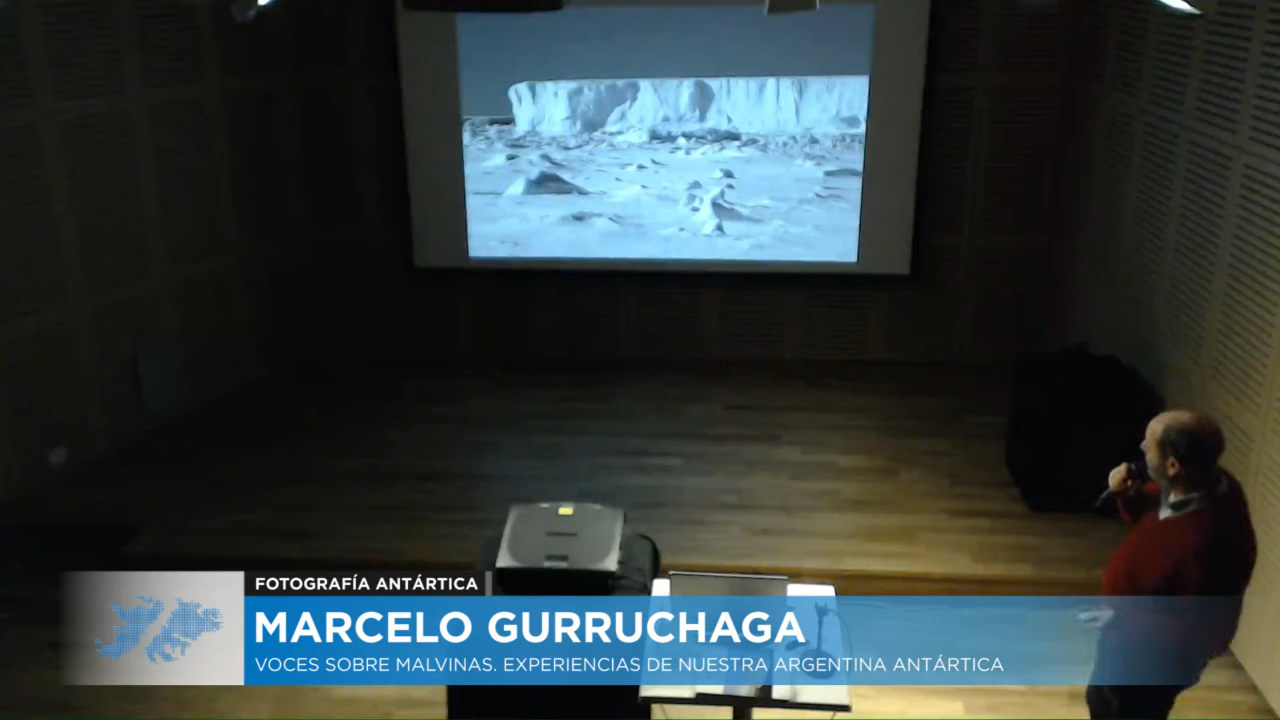 FOTOGRAFÍA ANTÁRTICA
MARCELO GURRUCHAGA
VOCES SOBRE MALVINAS. EXPERIENCIAS DE NUESTRA ARGENTINA ANTÁRTICA